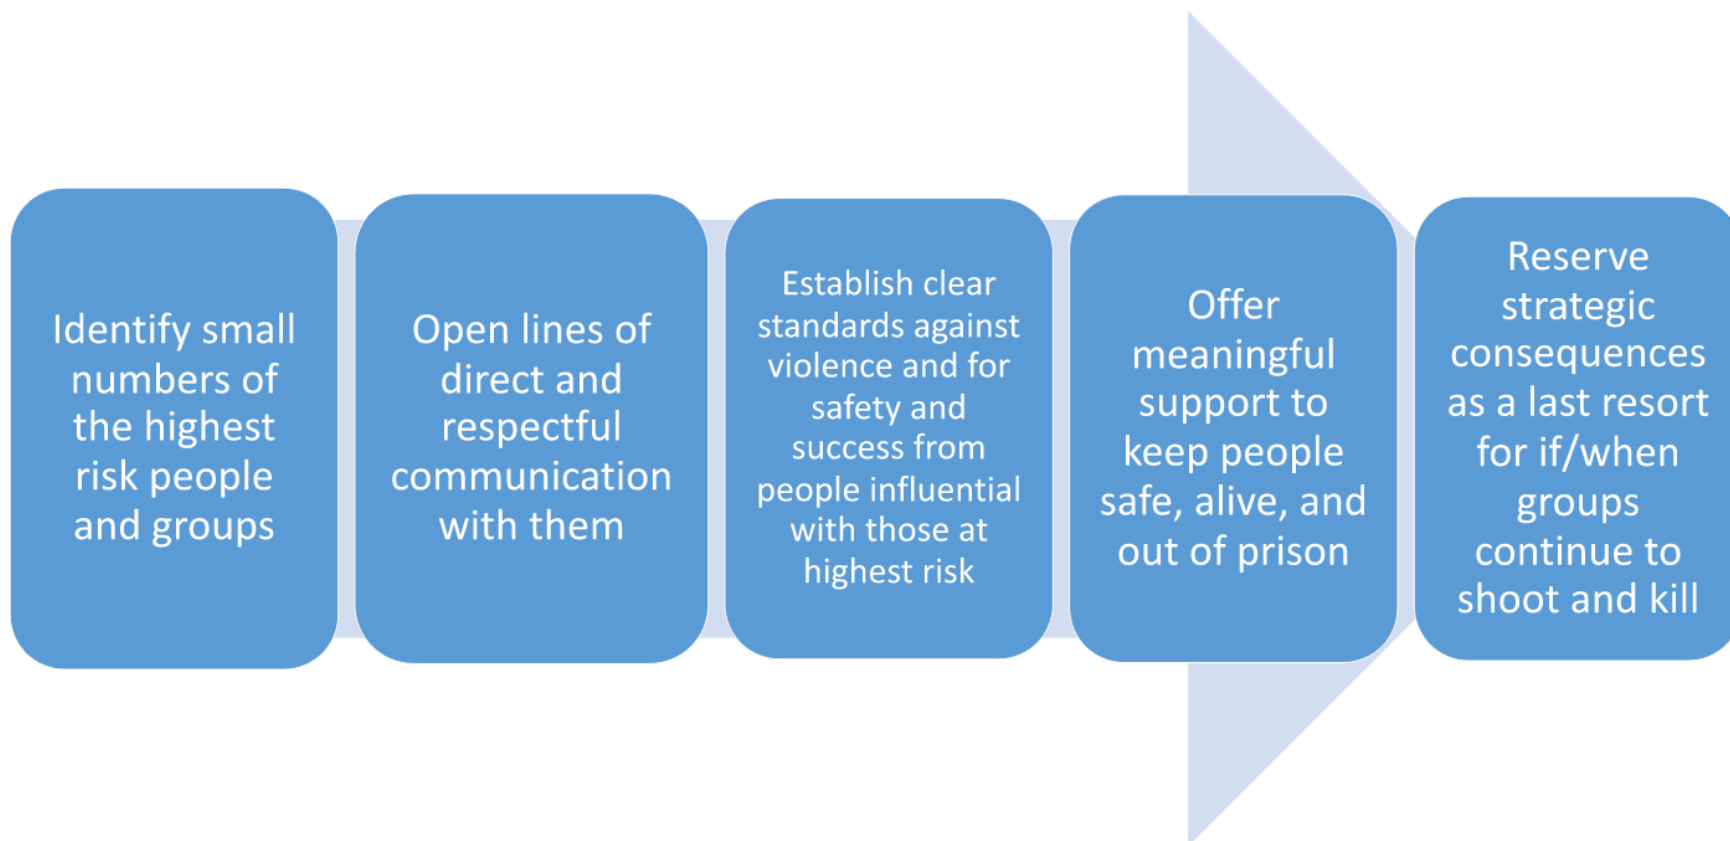 Identify small
numbers of
the highest
risk people
and groups
Open lines of
direct and
respectful
communication
with them
Establish clear
standards against
violence and for
safety and
success from
people influential
with those at
highest risk
Offer
meaningful
support to
keep people
safe, alive, and
out of prison
Reserve
strategic
consequences
as a last resort
for if/when
groups
continue to
shoot and kill